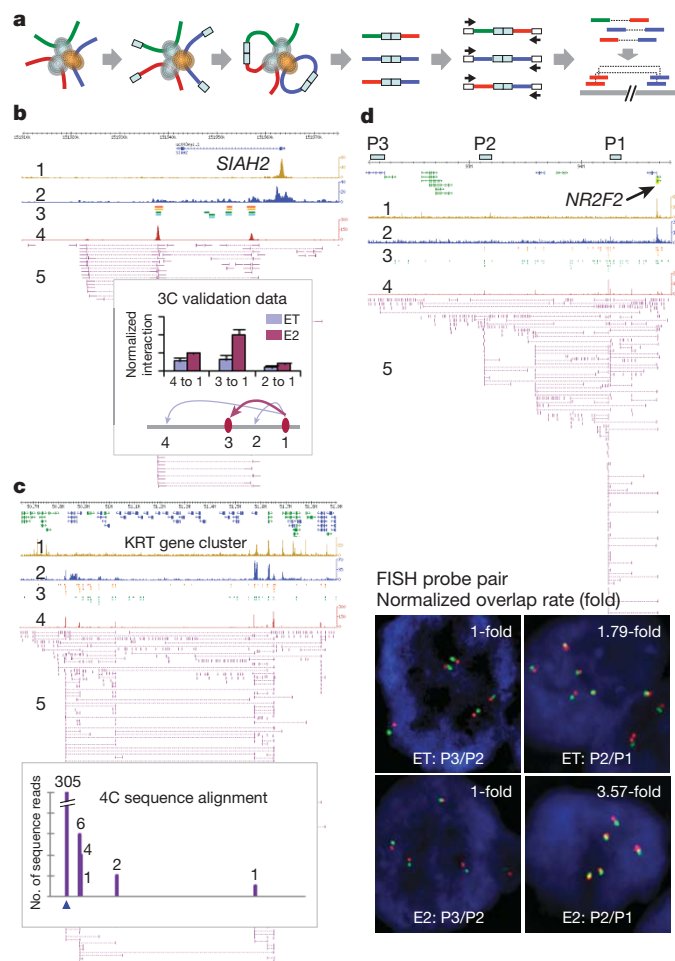 a
b
SIAH2
1
2
3
4
5
3C validation data
Normalized
interaction
ET
E2
4 to 1
3 to 1
2 to 1
4
3
2
1
c
KRT gene cluster
1
2
3
4
5
305
4C sequence alignment
No. of sequence reads
6
4
1
2
1
d
P3
P2
P1
NR2F2
1
2
3
4
5
FISH probe pair
Normalized overlap rate (fold)
1-fold
ET: P3/P2
1.79-fold
ET: P2/P1
1-fold
E2: P3/P2
3.57-fold
E2: P2/P1